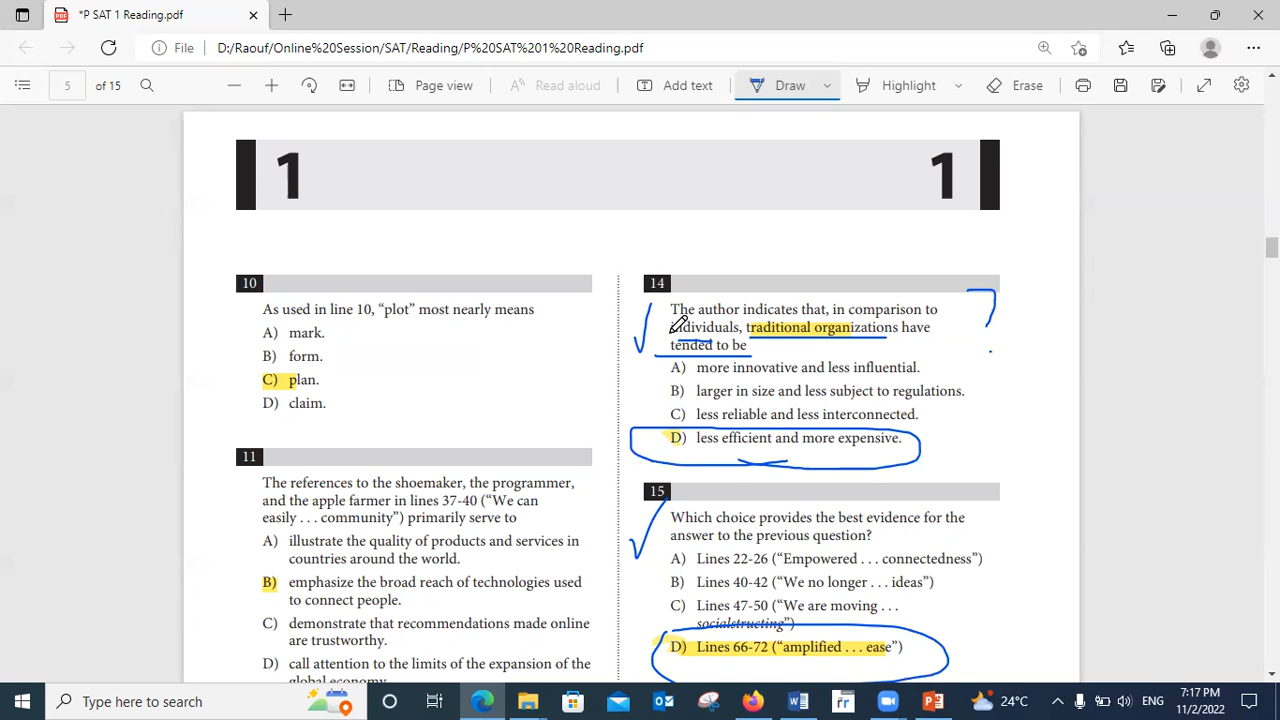 *P SAT 1 Reading.pdf
File D:/Raouf/Online%20Session/SAT/Reading/P%20SAT%201%20Reading.pdf
5 of 15 Page view Read aloud Add text Draw Highlight Erase
1 1
10
As used in line 10, “plot” most nearly means
A) mark.
B) form.
C) plan.
D) claim.
11
The references to the shoemaker, the programmer,
and the apple farmer in lines 37-40 (“We can
easily . . . community”) primarily serve to
A) illustrate the quality of products and services in
countries around the world.
B) emphasize the broad reach of technologies used
to connect people.
C) demonstrate that recommendations made online
are trustworthy.
D) call attention to the limits of the expansion of the
global economy.
14
The author indicates that, in comparison to
individuals, traditional organizations have
tended to be
A) more innovative and less influential.
B) larger in size and less subject to regulations.
C) less reliable and less interconnected.
D) less efficient and more expensive.
?
15
Which choice provides the best evidence for the
answer to the previous question?
A) Lines 22-26 (“Empowered . . . connectedness”)
B) Lines 40-42 (“We no longer . . . ideas”)
C) Lines 47-50 (“We are moving . . .
socialstructing”)
D) Lines 66-72 (“amplified . . . ease”)
Type here to search
24°C ENG 7:17 PM
11/2/2022